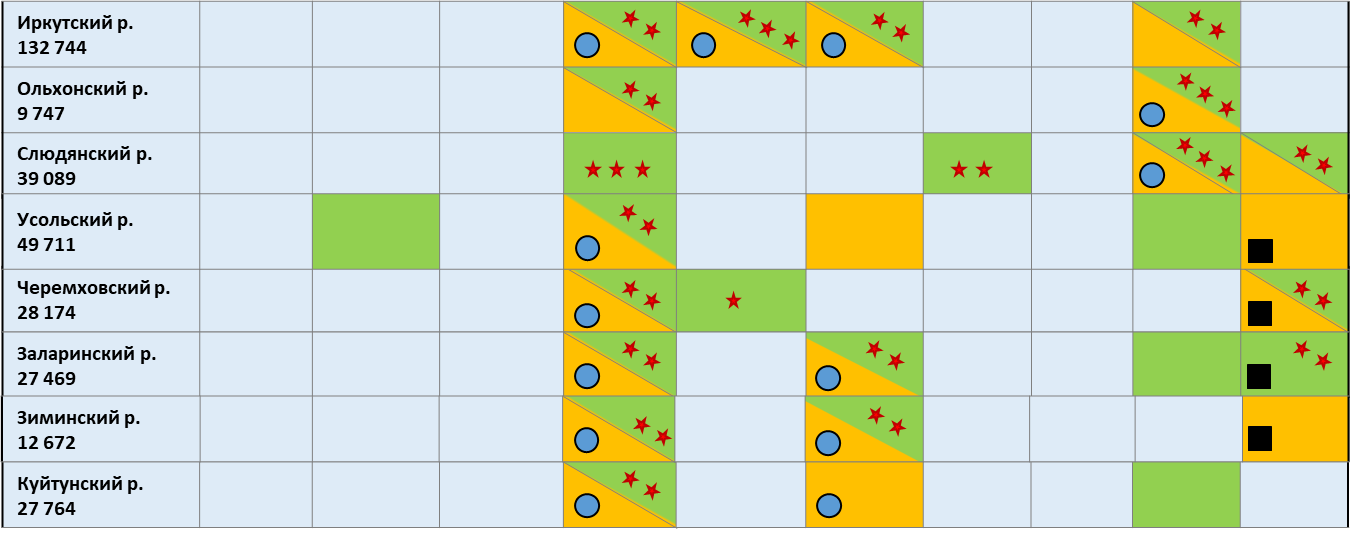 Иркутский р.
132 744
Ольхонский р.
9 747
Слюдянский р.
39 089
Усольский р.
49 711
Черемховский р.
28 174
Заларинский р.
27 469
Зиминский р.
12 672
Куйтунский р.
27 764